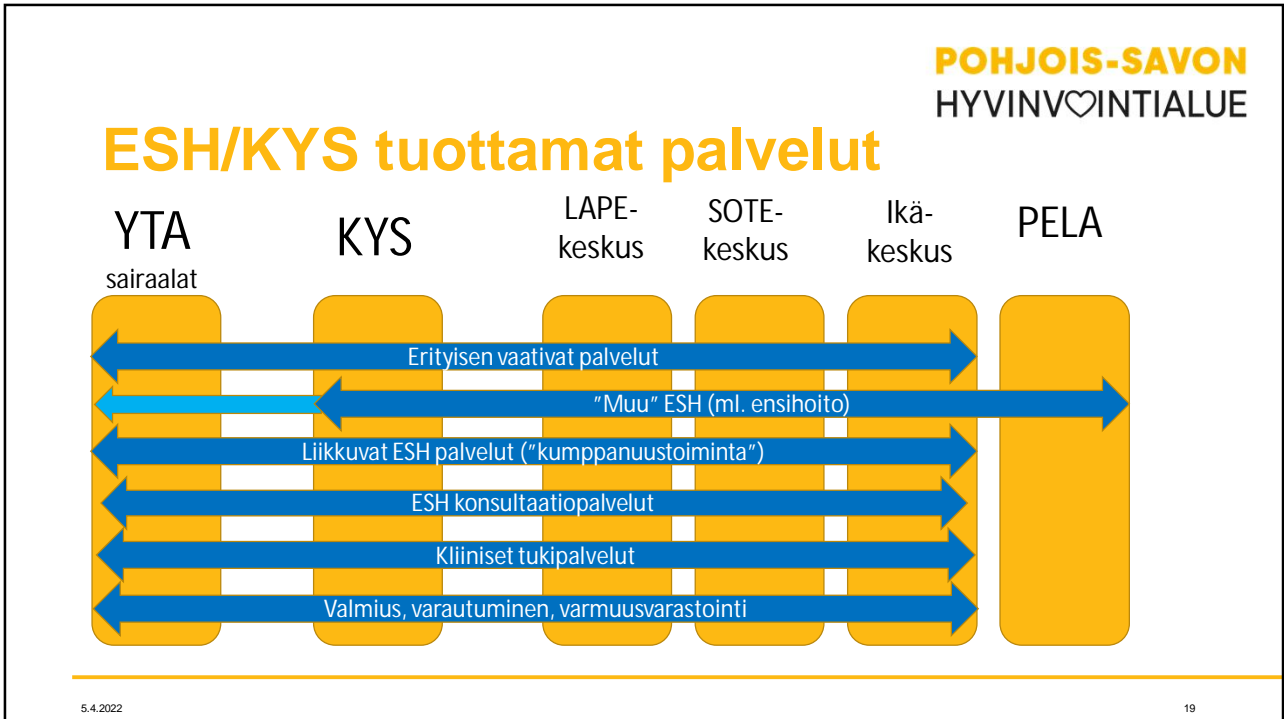 POHJOIS-SAVON
HYVINV♡INTIALUE
ESH/KYS tuottamat palvelut
YTA
sairaalat
KYS
LAPE-
keskus
SOTE-
keskus
Ikä-
keskus
PELA
Erityisen vaativat palvelut
"Muu" ESH (ml. ensihoito)
Liikkuvat ESH palvelut ("kumppanuustoiminta")
ESH konsultaatiopalvelut
Kliiniset tukipalvelut
Valmius, varautuminen, varmuusvarastointi
5.4.2022
19